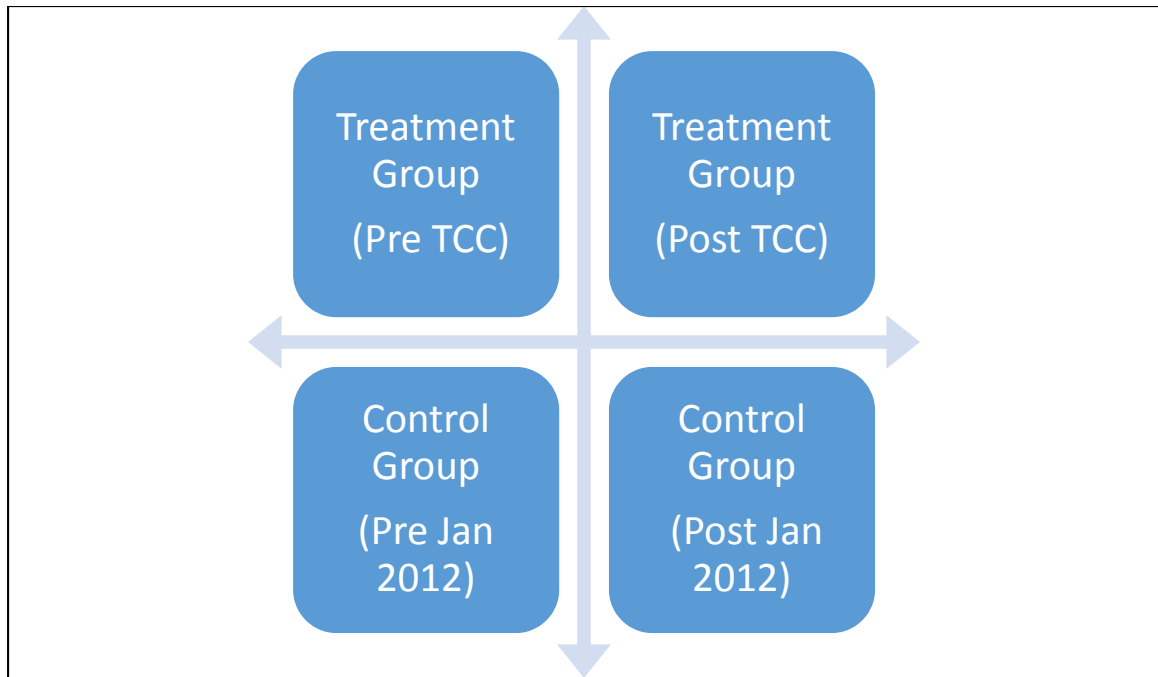 Treatment
Group
(Pre TCC)
Treatment
Group
(Post TCC)
Control
Group
(Pre Jan
2012)
Control
Group
(Post Jan
2012)